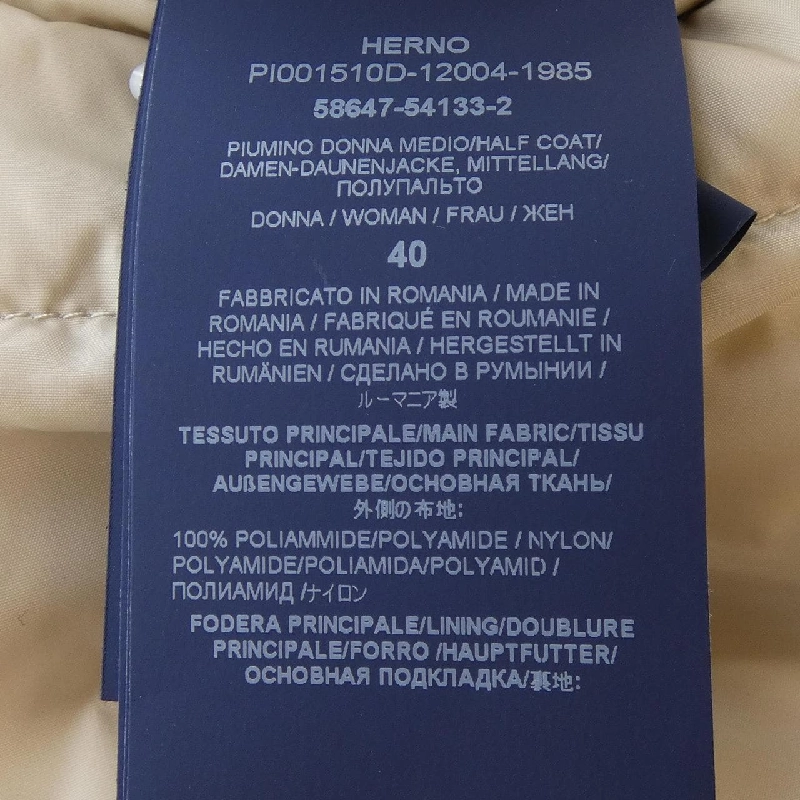 HERNO
PI001510D-12004-1985
58647-54133-2
PIUMINO DONNA MEDIO/HALF COAT/
DAMEN-DAUNENJACKE, MITTELLANG/
ПОЛУПАЛЬТО
DONNA / WOMAN / FRAU / ЖЕН
40
FABBRICATO IN ROMANIA / MADE IN
ROMANIA / FABRIQUÉ EN ROUMANIE /
HECHO EN RUMANIA / HERGESTELLT IN
RUMÄNIEN / СДЕЛАНО В РУМЫНИИ /
ルーマニア製
TESSUTO PRINCIPALE/MAIN FABRIC/TISSU
PRINCIPAL/TEJIDO PRINCIPAL/
AUßENGEWEBE/ОСНОВНАЯ ТКАНЬ/
外側の布地:
100% POLIAMMIDE/POLYAMIDE / NYLON/
POLYAMIDE/POLIAMIDA/POLYAMID /
ПОЛИАМИД /ナイロン
FODERA PRINCIPALE/LINING/DOUBLURE
PRINCIPALE/FORRO /HAUPTFUTTER/
ОСНОВНАЯ ПОДКЛАДКА/裏地: